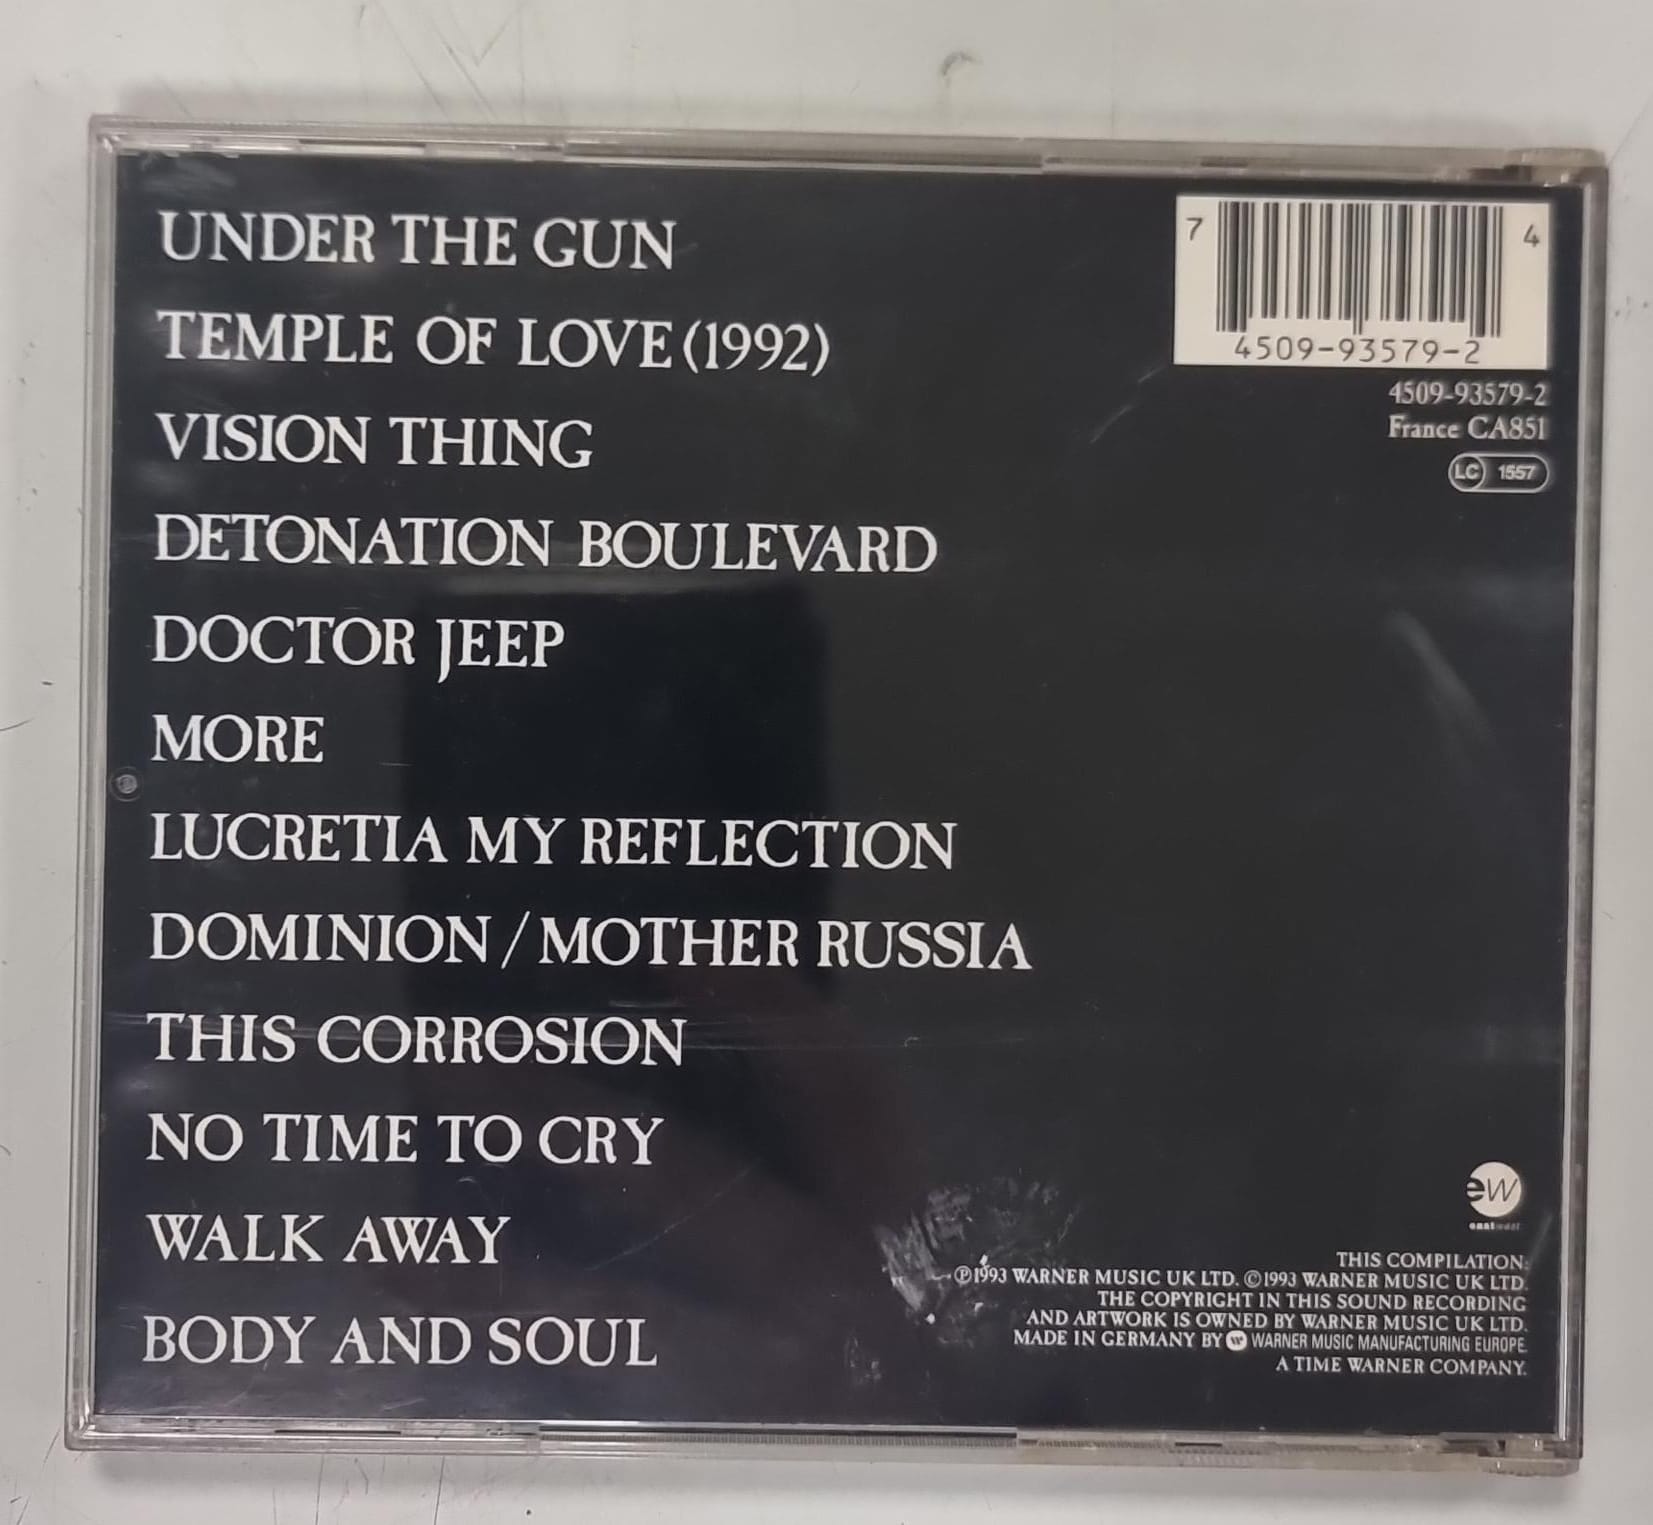 UNDER THE GUN
TEMPLE OF LOVE (1992)
VISION THING
DETONATION BOULEVARD
DOCTOR JEEP
MORE
LUCRETIA MY REFLECTION
DOMINION / MOTHER RUSSIA
THIS CORROSION
NO TIME TO CRY
WALK AWAY
BODY AND SOUL
7 4
4509-93579-2
4509-93579-2
France CA851
LC 1557
ew
eastwest
THIS COMPILATION:
℗1993 WARNER MUSIC UK LTD. ©1993 WARNER MUSIC UK LTD.
THE COPYRIGHT IN THIS SOUND RECORDING
AND ARTWORK IS OWNED BY WARNER MUSIC UK LTD.
MADE IN GERMANY BY WARNER MUSIC MANUFACTURING EUROPE.
A TIME WARNER COMPANY.